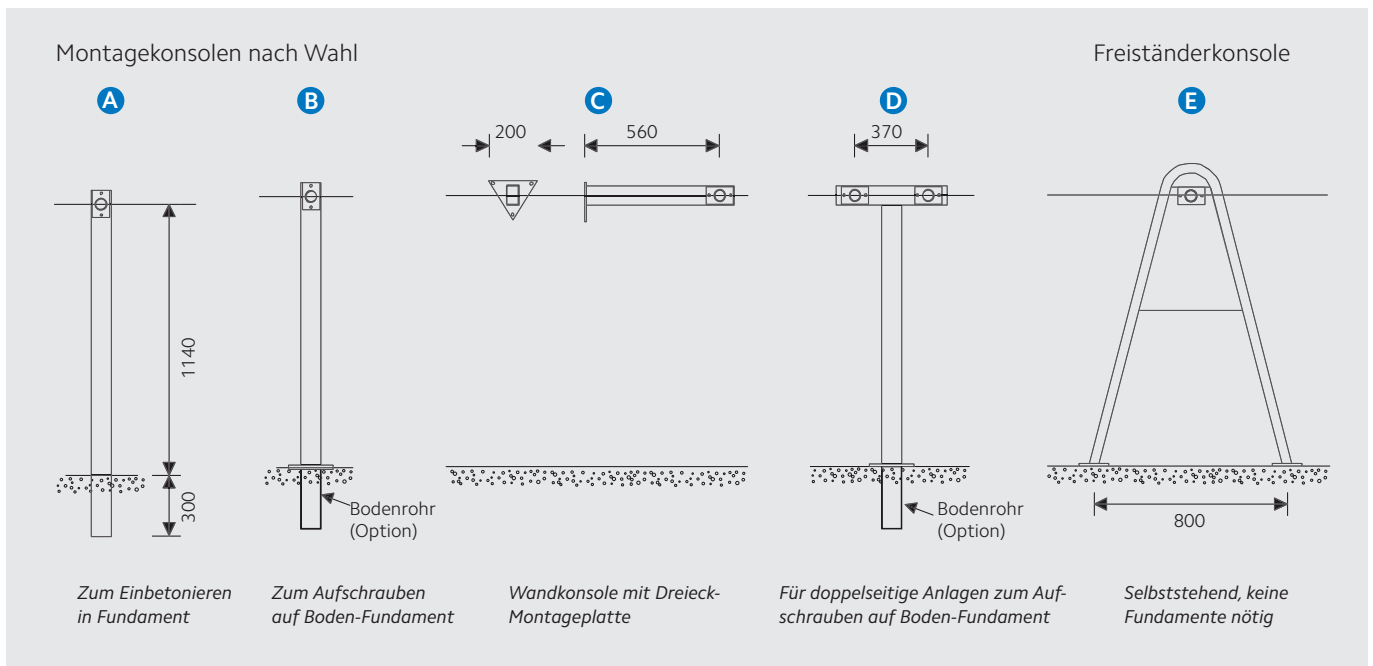 Montagekonsolen nach Wahl
Freiständerkonsole
A
B
C
D
E
200
560
370
1140
300
Bodenrohr
(Option)
Bodenrohr
(Option)
800
Zum Einbetonieren
in Fundament
Zum Aufschrauben
auf Boden-Fundament
Wandkonsole mit Dreieck-
Montageplatte
Für doppelseitige Anlagen zum Auf-
schrauben auf Boden-Fundament
Selbststehend, keine
Fundamente nötig